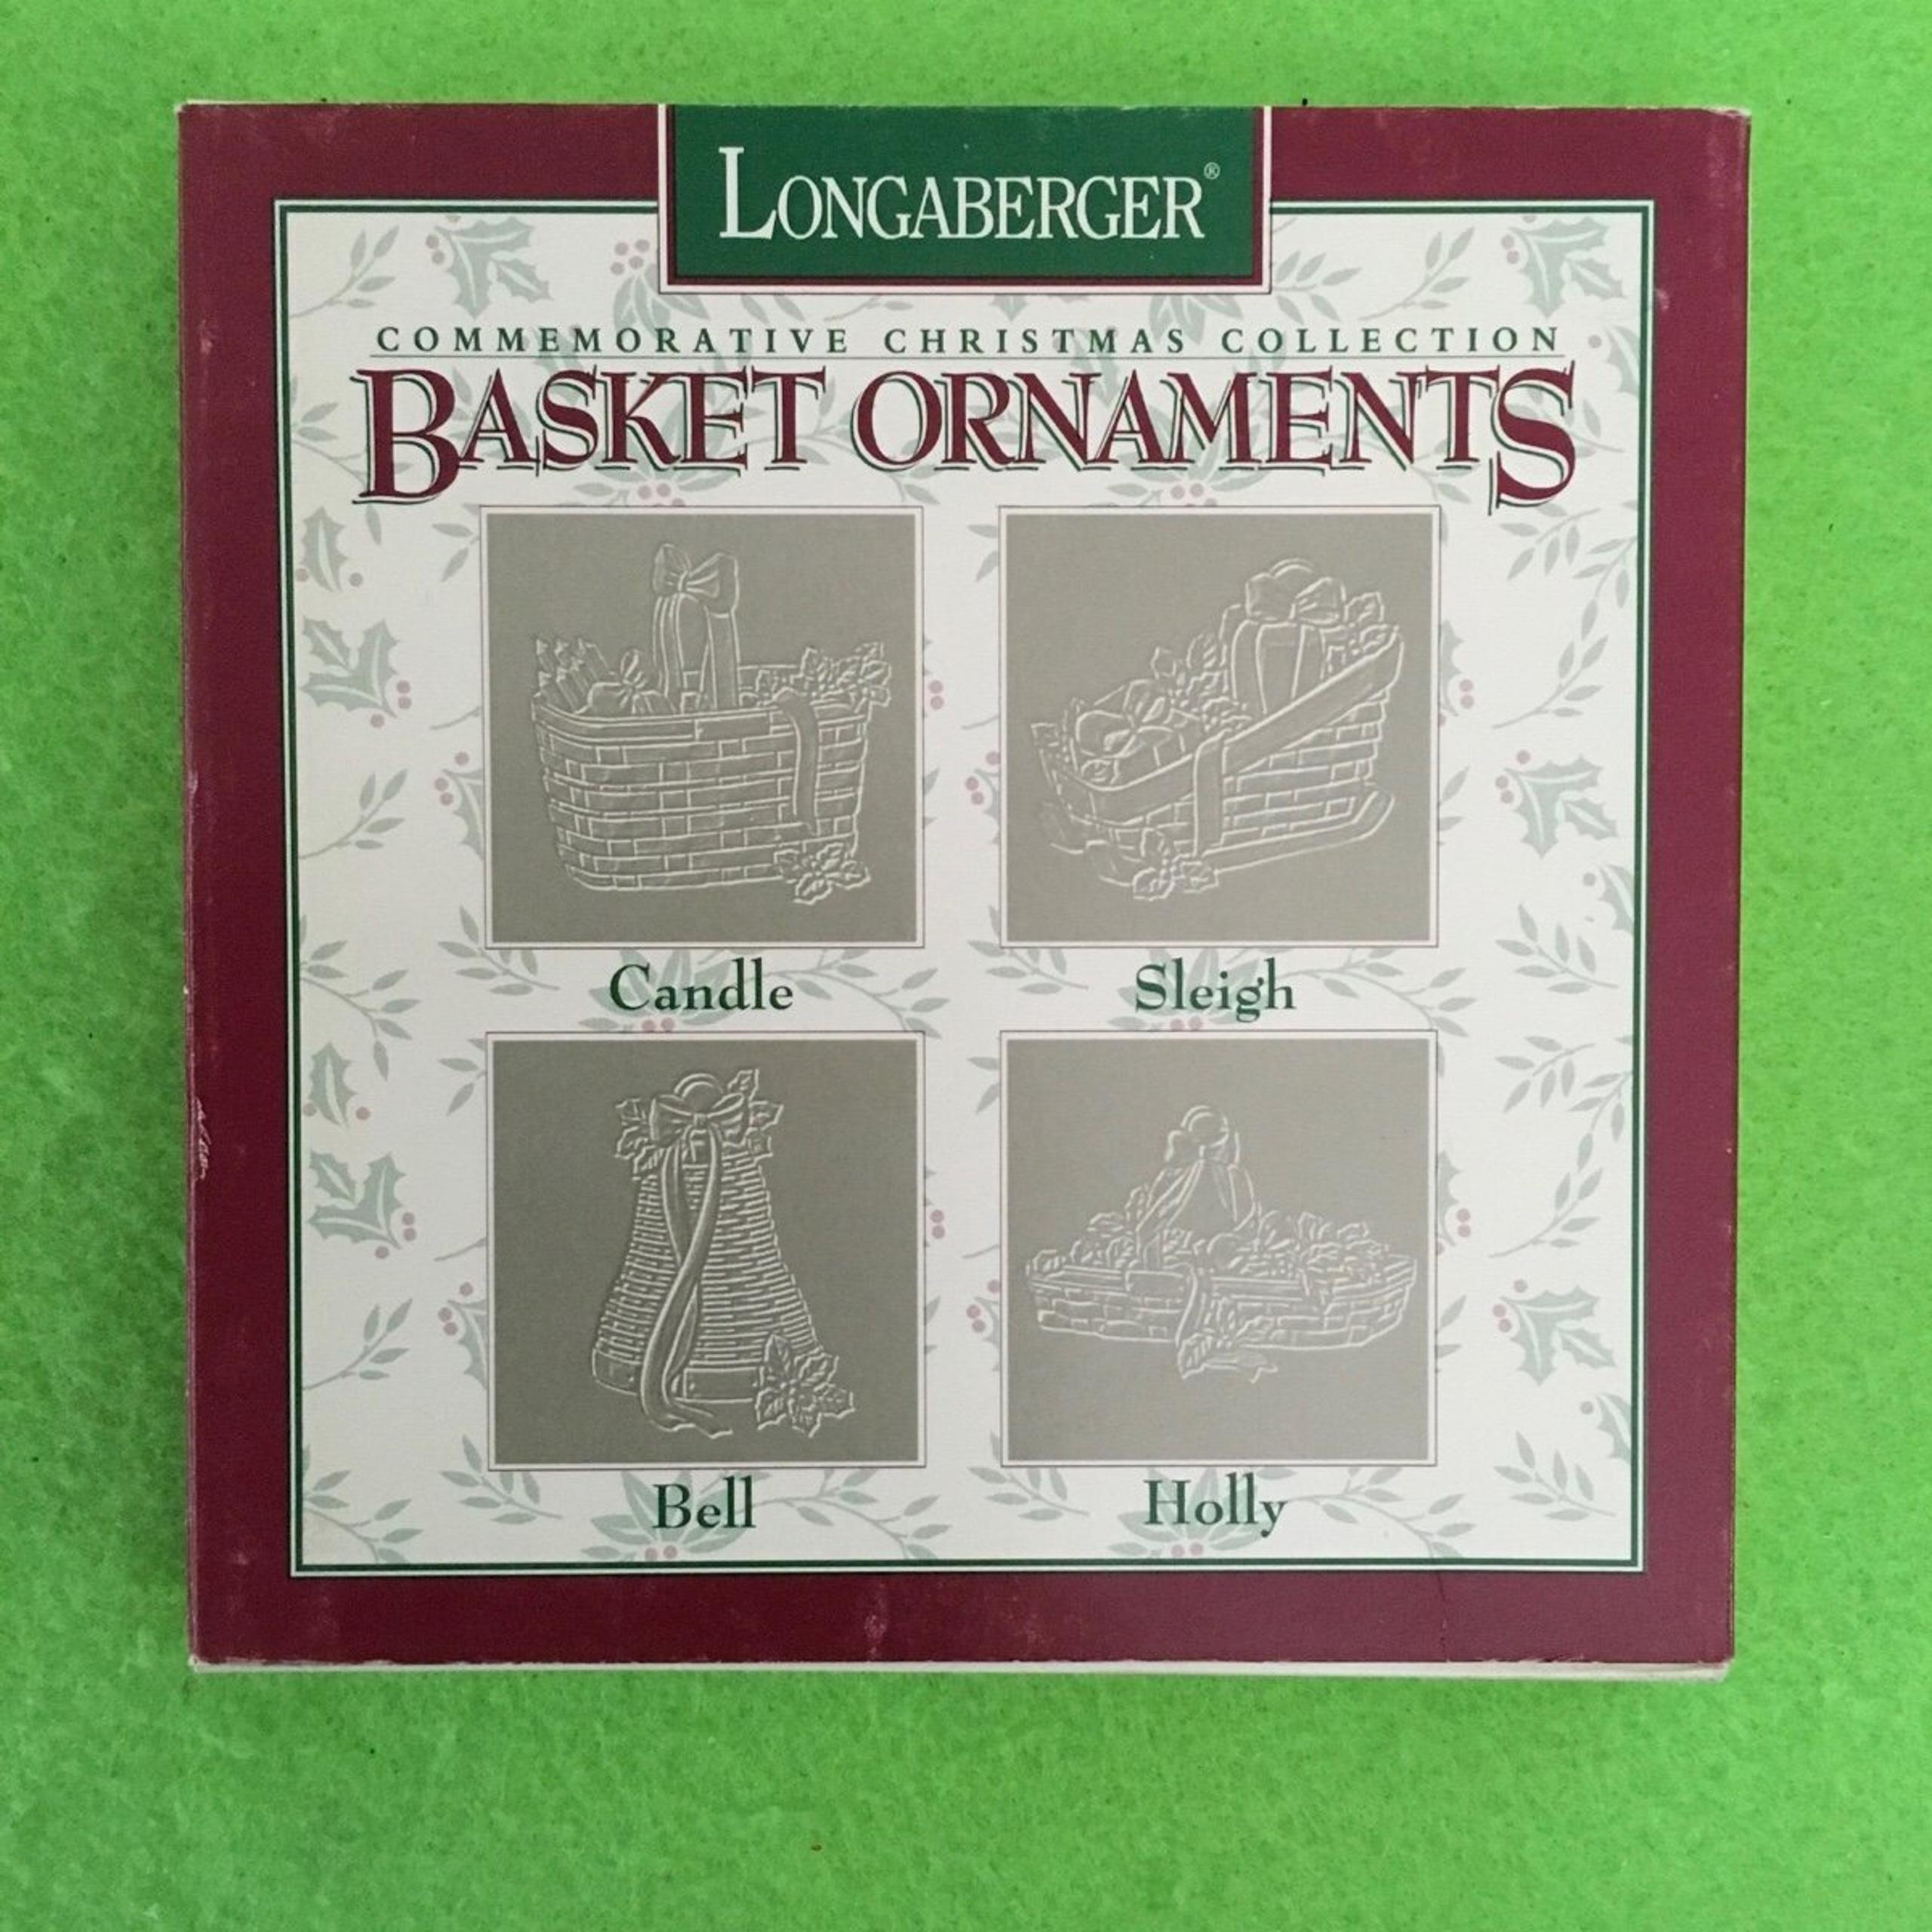 LONGABERGER®
COMMEMORATIVE CHRISTMAS COLLECTION
BASKET ORNAMENTS
Candle
Sleigh
Bell
Holly